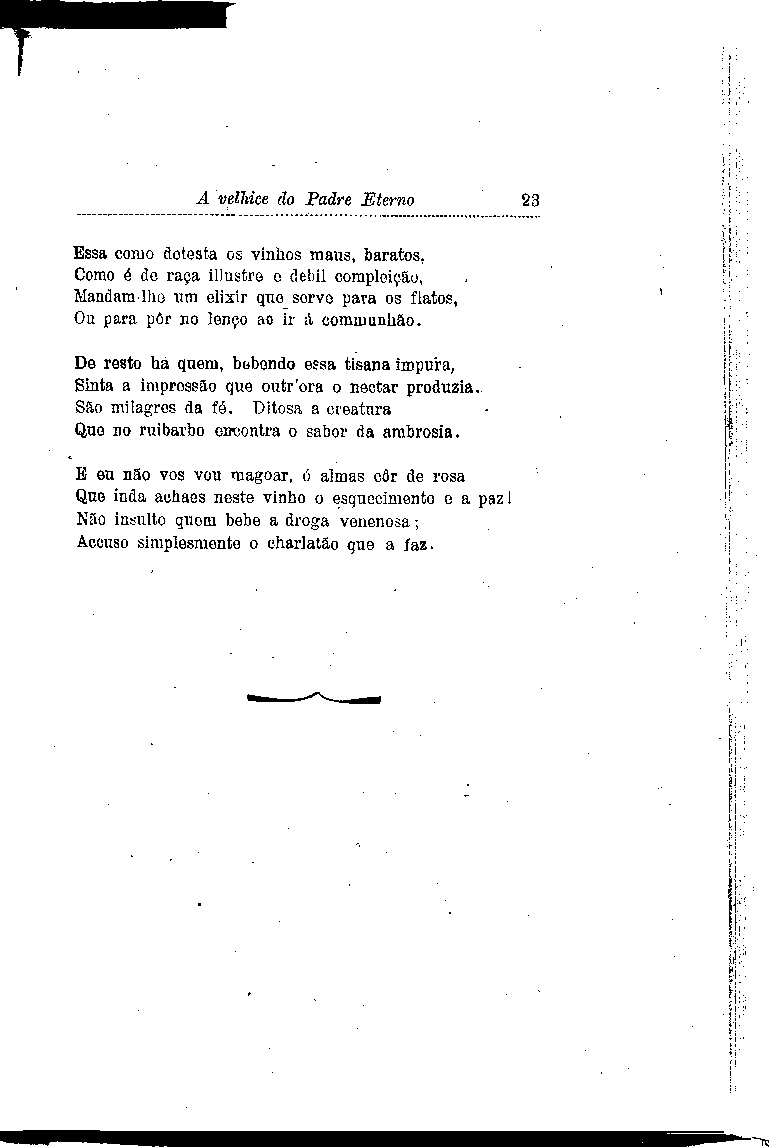 A velhice do Padre Eterno 23
Essa como detesta os vinhos maus, baratos,
Como é de raça illustre e debil compleição,
Mandam-lhe um elixir que serve para os flatos,
Ou para pôr no lenço ao ir á communhão.
De resto há quem, bebendo essa tisana impura,
Sinta a impressão que outr'ora o nectar produzia.
São milagres da fé. Ditosa a creatura
Que no ruibarbo encontra o sabor da ambrosia.
E eu não vos vou magoar, ó almas côr de rosa
Que inda achaes neste vinho o esquecimento e a paz!
Não insulto quem bebe a droga venenosa;
Accuso simplesmente o charlatão que a faz.